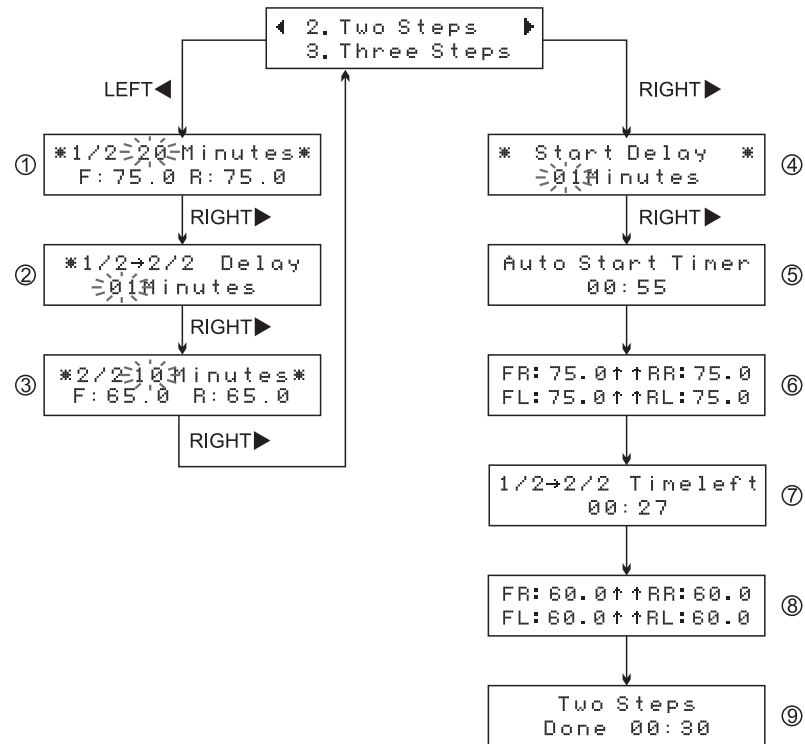 ◀ 2. Two Steps ▶
3. Three Steps
LEFT◀
① *1/2 20 Minutes*
F:75.0 R:75.0
RIGHT▶
② *1/2→2/2 Delay
01 Minutes
RIGHT▶
③ *2/2 10 Minutes*
F:65.0 R:65.0
RIGHT▶
RIGHT▶
* Start Delay * ④
01 Minutes
RIGHT▶
Auto Start Timer ⑤
00:55
FR:75.0↑↑RR:75.0 ⑥
FL:75.0↑↑RL:75.0
1/2→2/2 Timeleft ⑦
00:27
FR:60.0↑↑RR:60.0 ⑧
FL:60.0↑↑RL:60.0
Two Steps ⑨
Done 00:30